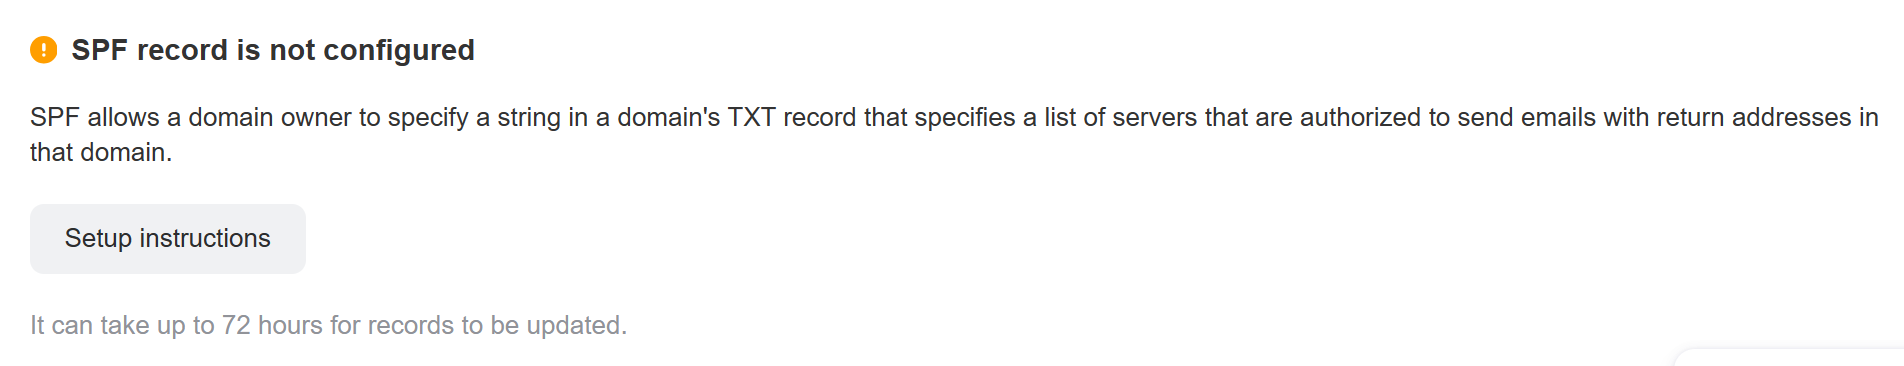 SPF record is not configured
SPF allows a domain owner to specify a string in a domain's TXT record that specifies a list of servers that are authorized to send emails with return addresses in
that domain.
Setup instructions
It can take up to 72 hours for records to be updated.